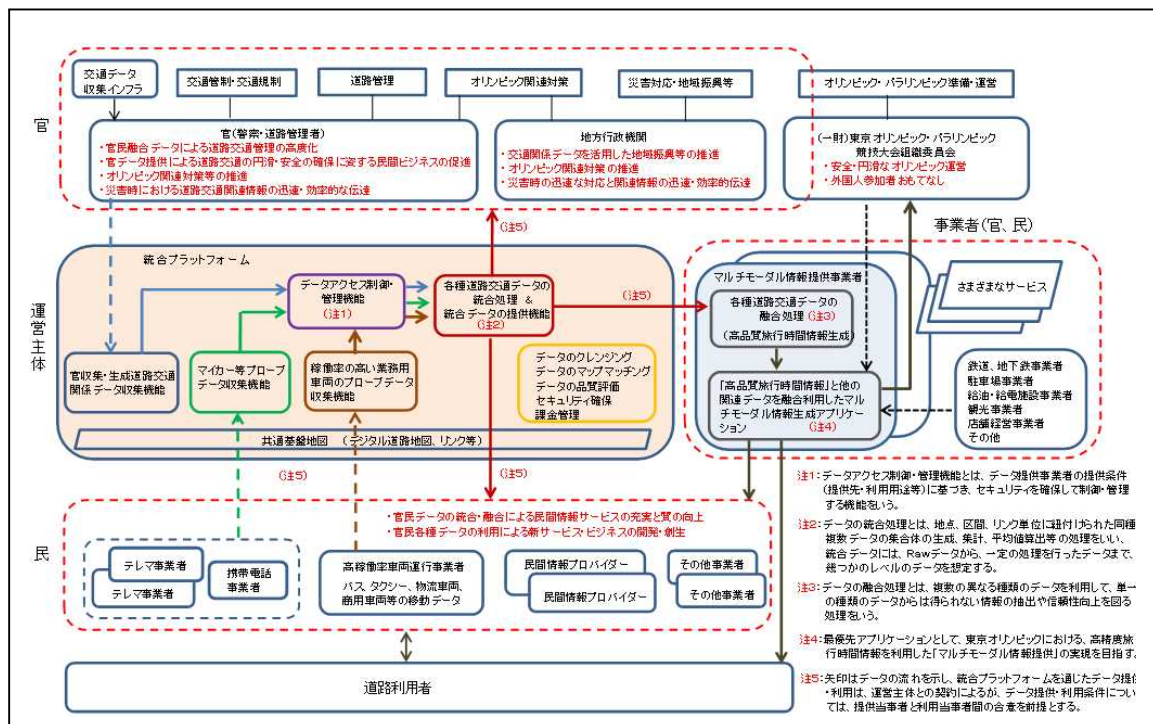 官
交通データ
収集インフラ
交通管制・交通規制
道路管理
オリンピック関連対策
災害対応・地域振興等
オリンピック・パラリンピック準備・運営
官(警察・道路管理者)
・官民融合データによる道路交通管理の高度化
・官データ提供による道路交通の円滑・安全の確保に資する民間ビジネスの促進
・オリンピック関連対策等の推進
・災害時における道路交通関連情報の迅速・効率的な伝達
地方行政機関
・交通関係データを活用した地域振興等の推進
・オリンピック関連対策の推進
・災害時の迅速な対応と関連情報の迅速・効率的伝達
(一財)東京オリンピック・パラリンピック
競技大会組織委員会
・安全・円滑なオリンピック運営
・外国人参加者おもてなし
(注5)
事業者(官、民)
運営主体
統合プラットフォーム
データアクセス制御・
管理機能
(注1)
各種道路交通データの
統合処理 &
統合データの提供機能
(注2)
(注5)
官収集・生成道路交通
関係データ収集機能
マイカー等プローブ
データ収集機能
稼働率の高い業務用
車両のプローブデータ
収集機能
データのクレンジング
データのマップマッチング
データの品質評価
セキュリティ確保
課金管理
共通基盤地図 (デジタル道路地図、リンク等)
マルチモーダル情報提供事業者
各種道路交通データの
融合処理 (注3)
(高品質旅行時間情報生成)
「高品質旅行時間情報」と他の
関連データを融合利用したマル
チモーダル情報生成アプリケー
ション (注4)
さまざまなサービス
鉄道、地下鉄事業者
駐車場事業者
給油・給電施設事業者
観光事業者
店舗経営事業者
その他
(注5)
(注5)
民
・官民データの統合・融合による民間情報サービスの充実と質の向上
・官民各種データの利用による新サービス・ビジネスの開発・創生
テレマ事業者
テレマ事業者
携帯電話
事業者
高稼働率車両運行事業者
バス、タクシー、物流車両、
商用車両等の移動データ
民間情報プロバイダー
民間情報プロバイダー
その他事業者
その他事業者
道路利用者
注1:データアクセス制御・管理機能とは、データ提供事業者の提供条件
(提供先・利用用途等)に基づき、セキュリティを確保して制御・管理
する機能をいう。
注2:データの統合処理とは、地点、区間、リンク単位に紐付けられた同種
複数データの集合体の生成、集計、平均値算出等の処理をいい、
統合データには、Rawデータから、一定の処理を行ったデータまで、
幾つかのレベルのデータを想定する。
注3:データの融合処理とは、複数の異なる種類のデータを利用して、単一
の種類のデータからは得られない情報の抽出や信頼性向上を図る
処理をいう。
注4:最優先アプリケーションとして、東京オリンピックにおける、高精度旅
行時間情報を利用した「マルチモーダル情報提供」の実現を目指す。
注5:矢印はデータの流れを示し、統合プラットフォームを通じたデータ提供
・利用は、運営主体との契約によるが、データ提供・利用条件につい
ては、提供当事者と利用当事者間の合意を前提とする。